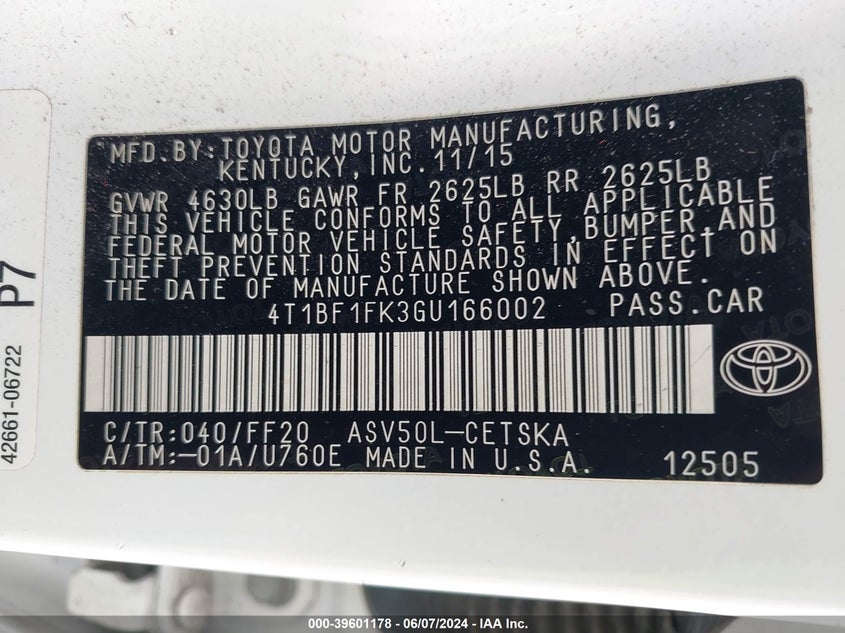 MFD. BY: TOYOTA MOTOR MANUFACTURING,
KENTUCKY, INC. 11/15
GVWR 4630LB GAWR FR 2625LB RR 2625LB
THIS VEHICLE CONFORMS TO ALL APPLICABLE
FEDERAL MOTOR VEHICLE SAFETY, BUMPER, AND
THEFT PREVENTION STANDARDS IN EFFECT ON
THE DATE OF MANUFACTURE SHOWN ABOVE.
4T1BF1FK3GU166002 PASS. CAR
C/TR: 040/FF20 ASV50L-CETSKA
A/TM: -01A/U760E MADE IN U.S.A. 12505
42661-06722 P7
000-39601178 - 06/07/2024 - IAAI.com